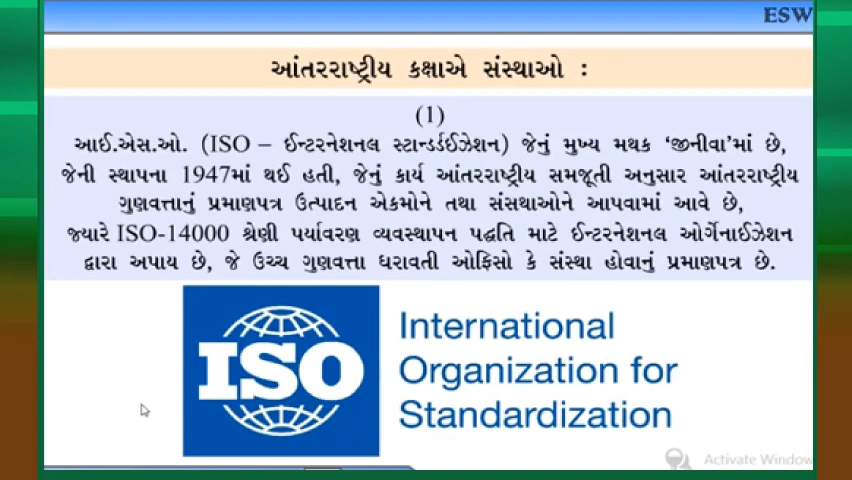 ESW
આંતરરાષ્ટ્રીય કક્ષાએ સંસ્થાઓ :
(1)
આઈ.એસ.ઓ. (ISO – ઈન્ટરનેશનલ સ્ટાન્ડર્ડઈઝેશન) જેનું મુખ્ય મથક ‘જીનીવા’માં છે,
જેની સ્થાપના 1947માં થઈ હતી, જેનું કાર્ય આંતરરાષ્ટ્રીય સમજૂતી અનુસાર આંતરરાષ્ટ્રીય
ગુણવત્તાનું પ્રમાણપત્ર ઉત્પાદન એકમોને તથા સંસથાઓને આપવામાં આવે છે,
જ્યારે ISO-14000 શ્રેણી પર્યાવરણ વ્યવસ્થાપન પદ્ધતિ માટે ઈન્ટરનેશનલ ઓર્ગેનાઈઝેશન
દ્વારા અપાય છે, જે ઉચ્ચ ગુણવત્તા ધરાવતી ઓફિસો કે સંસ્થા હોવાનું પ્રમાણપત્ર છે.
ISO
International
Organization for
Standardization
Activate Window